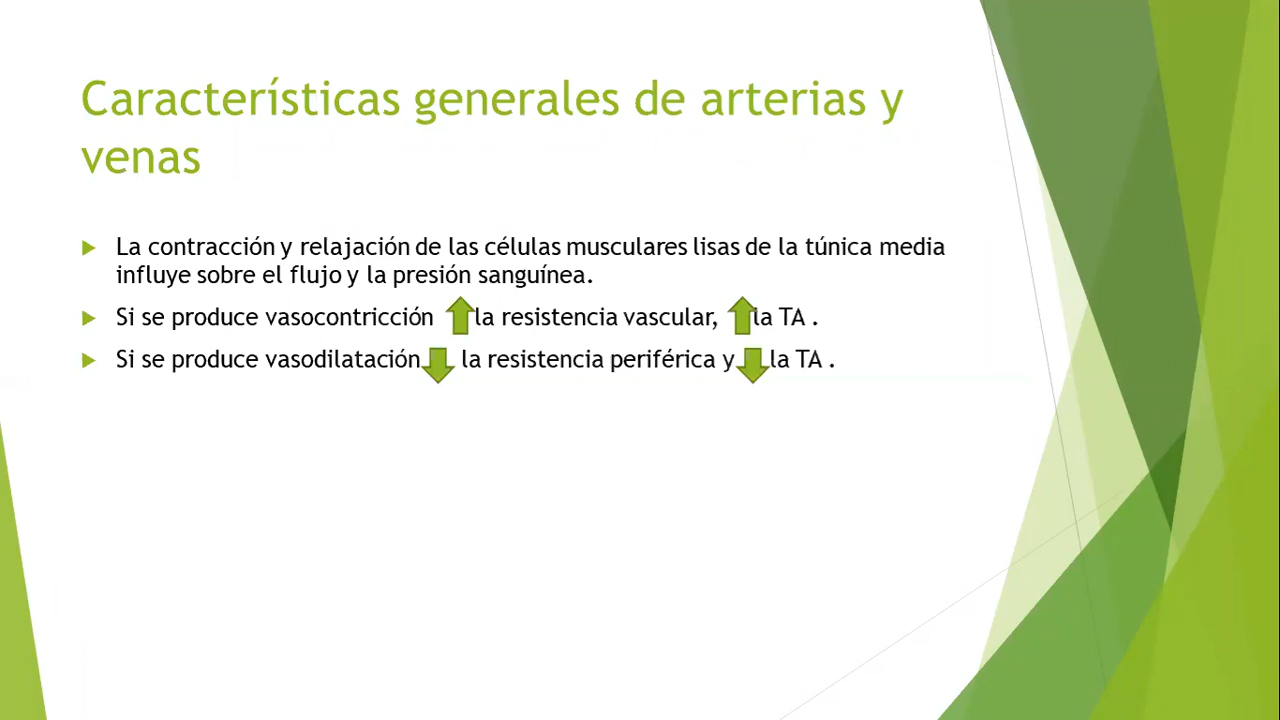 Características generales de arterias y
venas
La contracción y relajación de las células musculares lisas de la túnica media
influye sobre el flujo y la presión sanguínea.
Si se produce vasocontricción la resistencia vascular, la TA .
Si se produce vasodilatación la resistencia periférica y la TA .